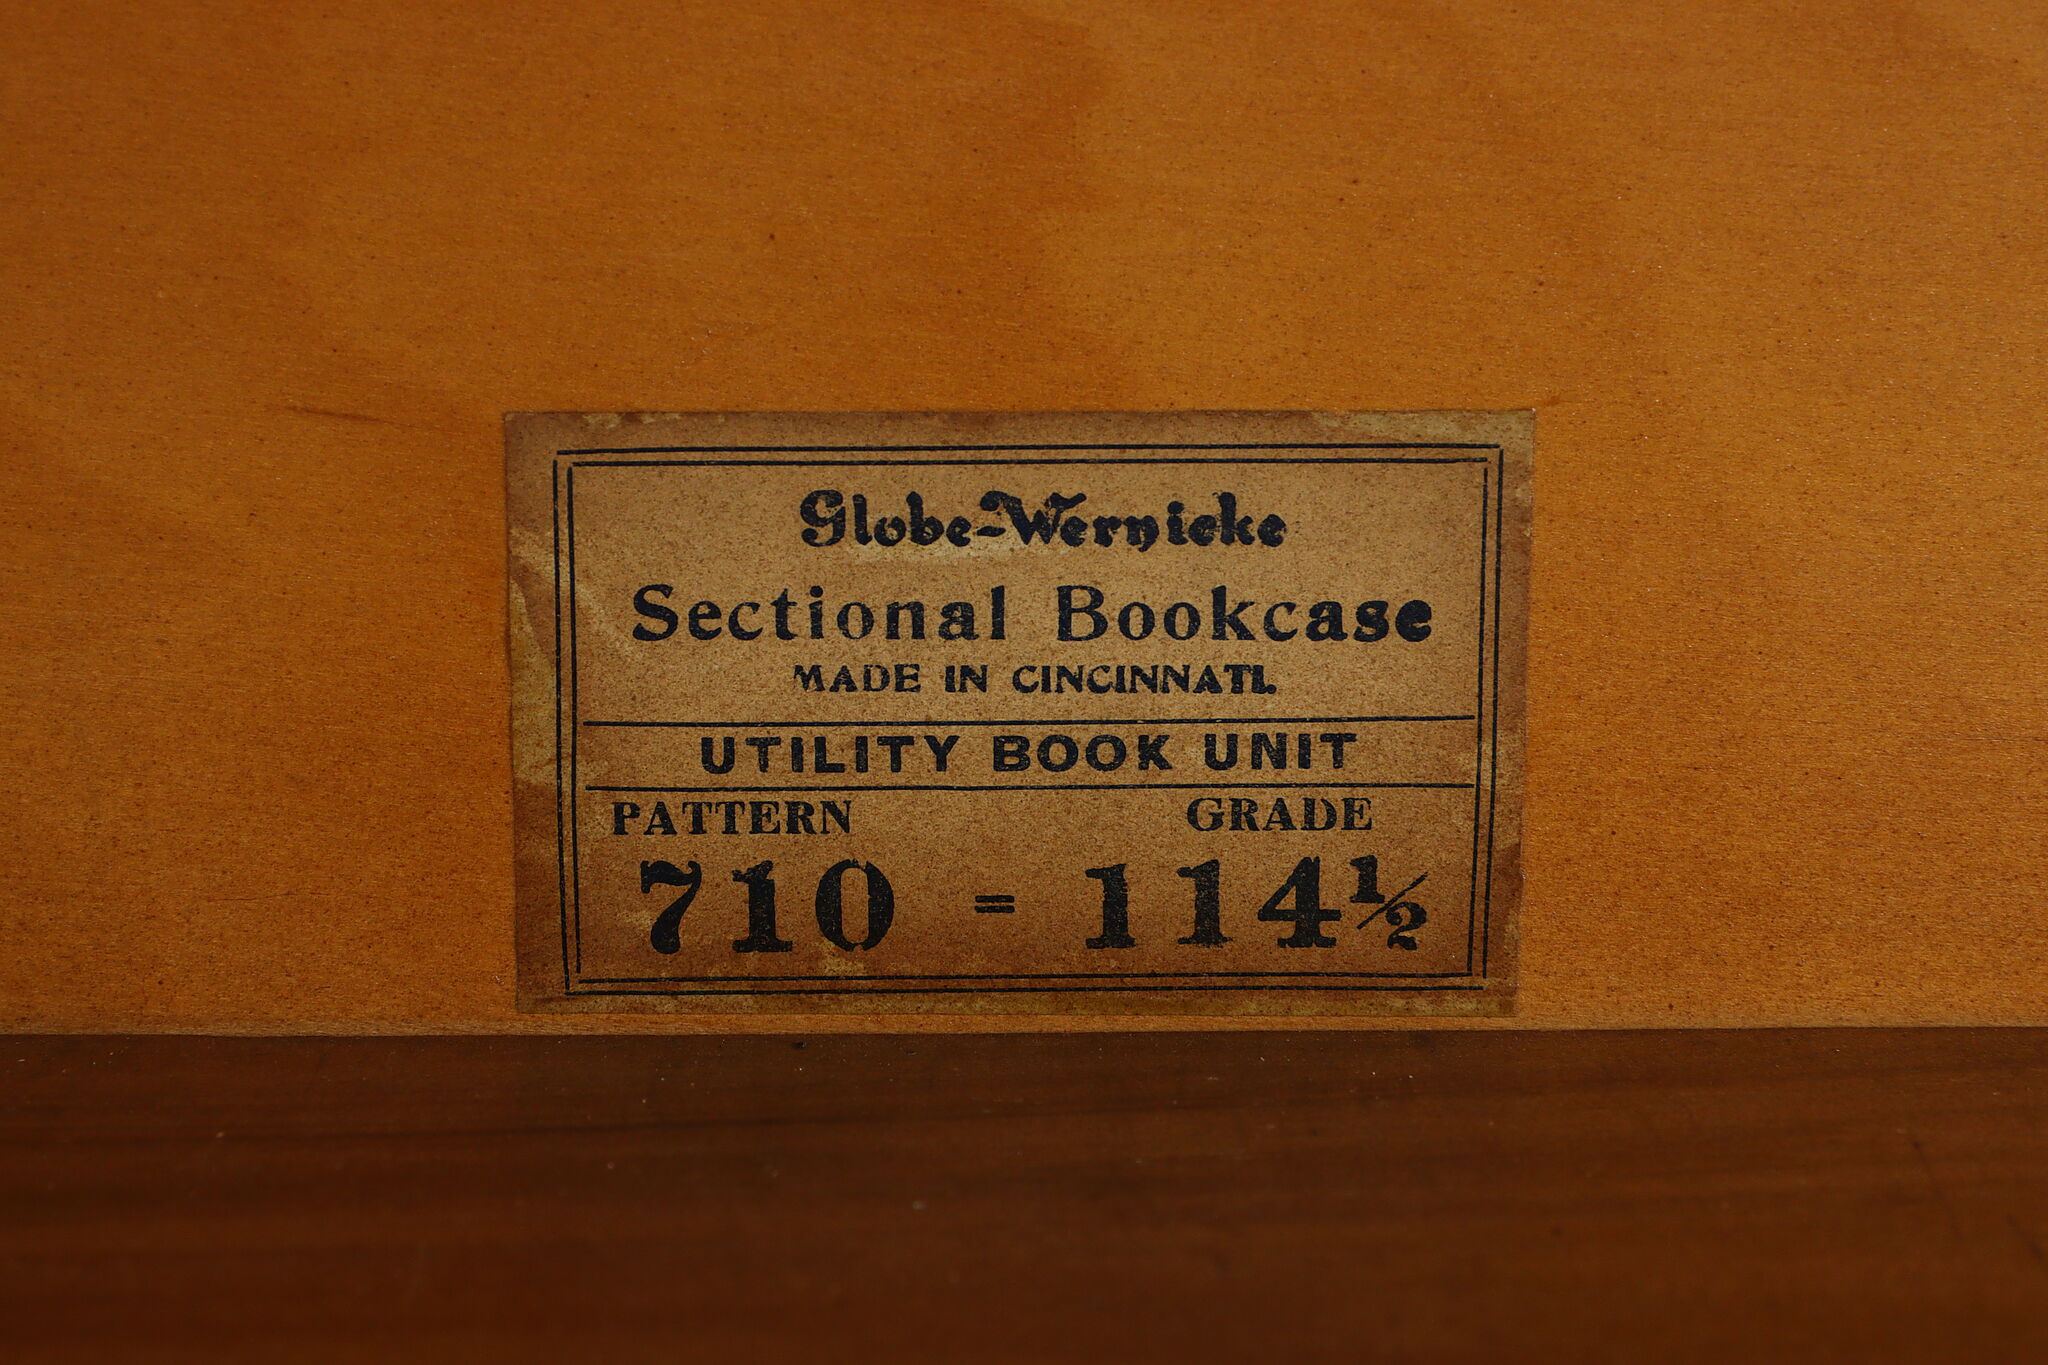 Globe-Wernicke
Sectional Bookcase
MADE IN CINCINNATI.
UTILITY BOOK UNIT
PATTERN GRADE
710 = 114½